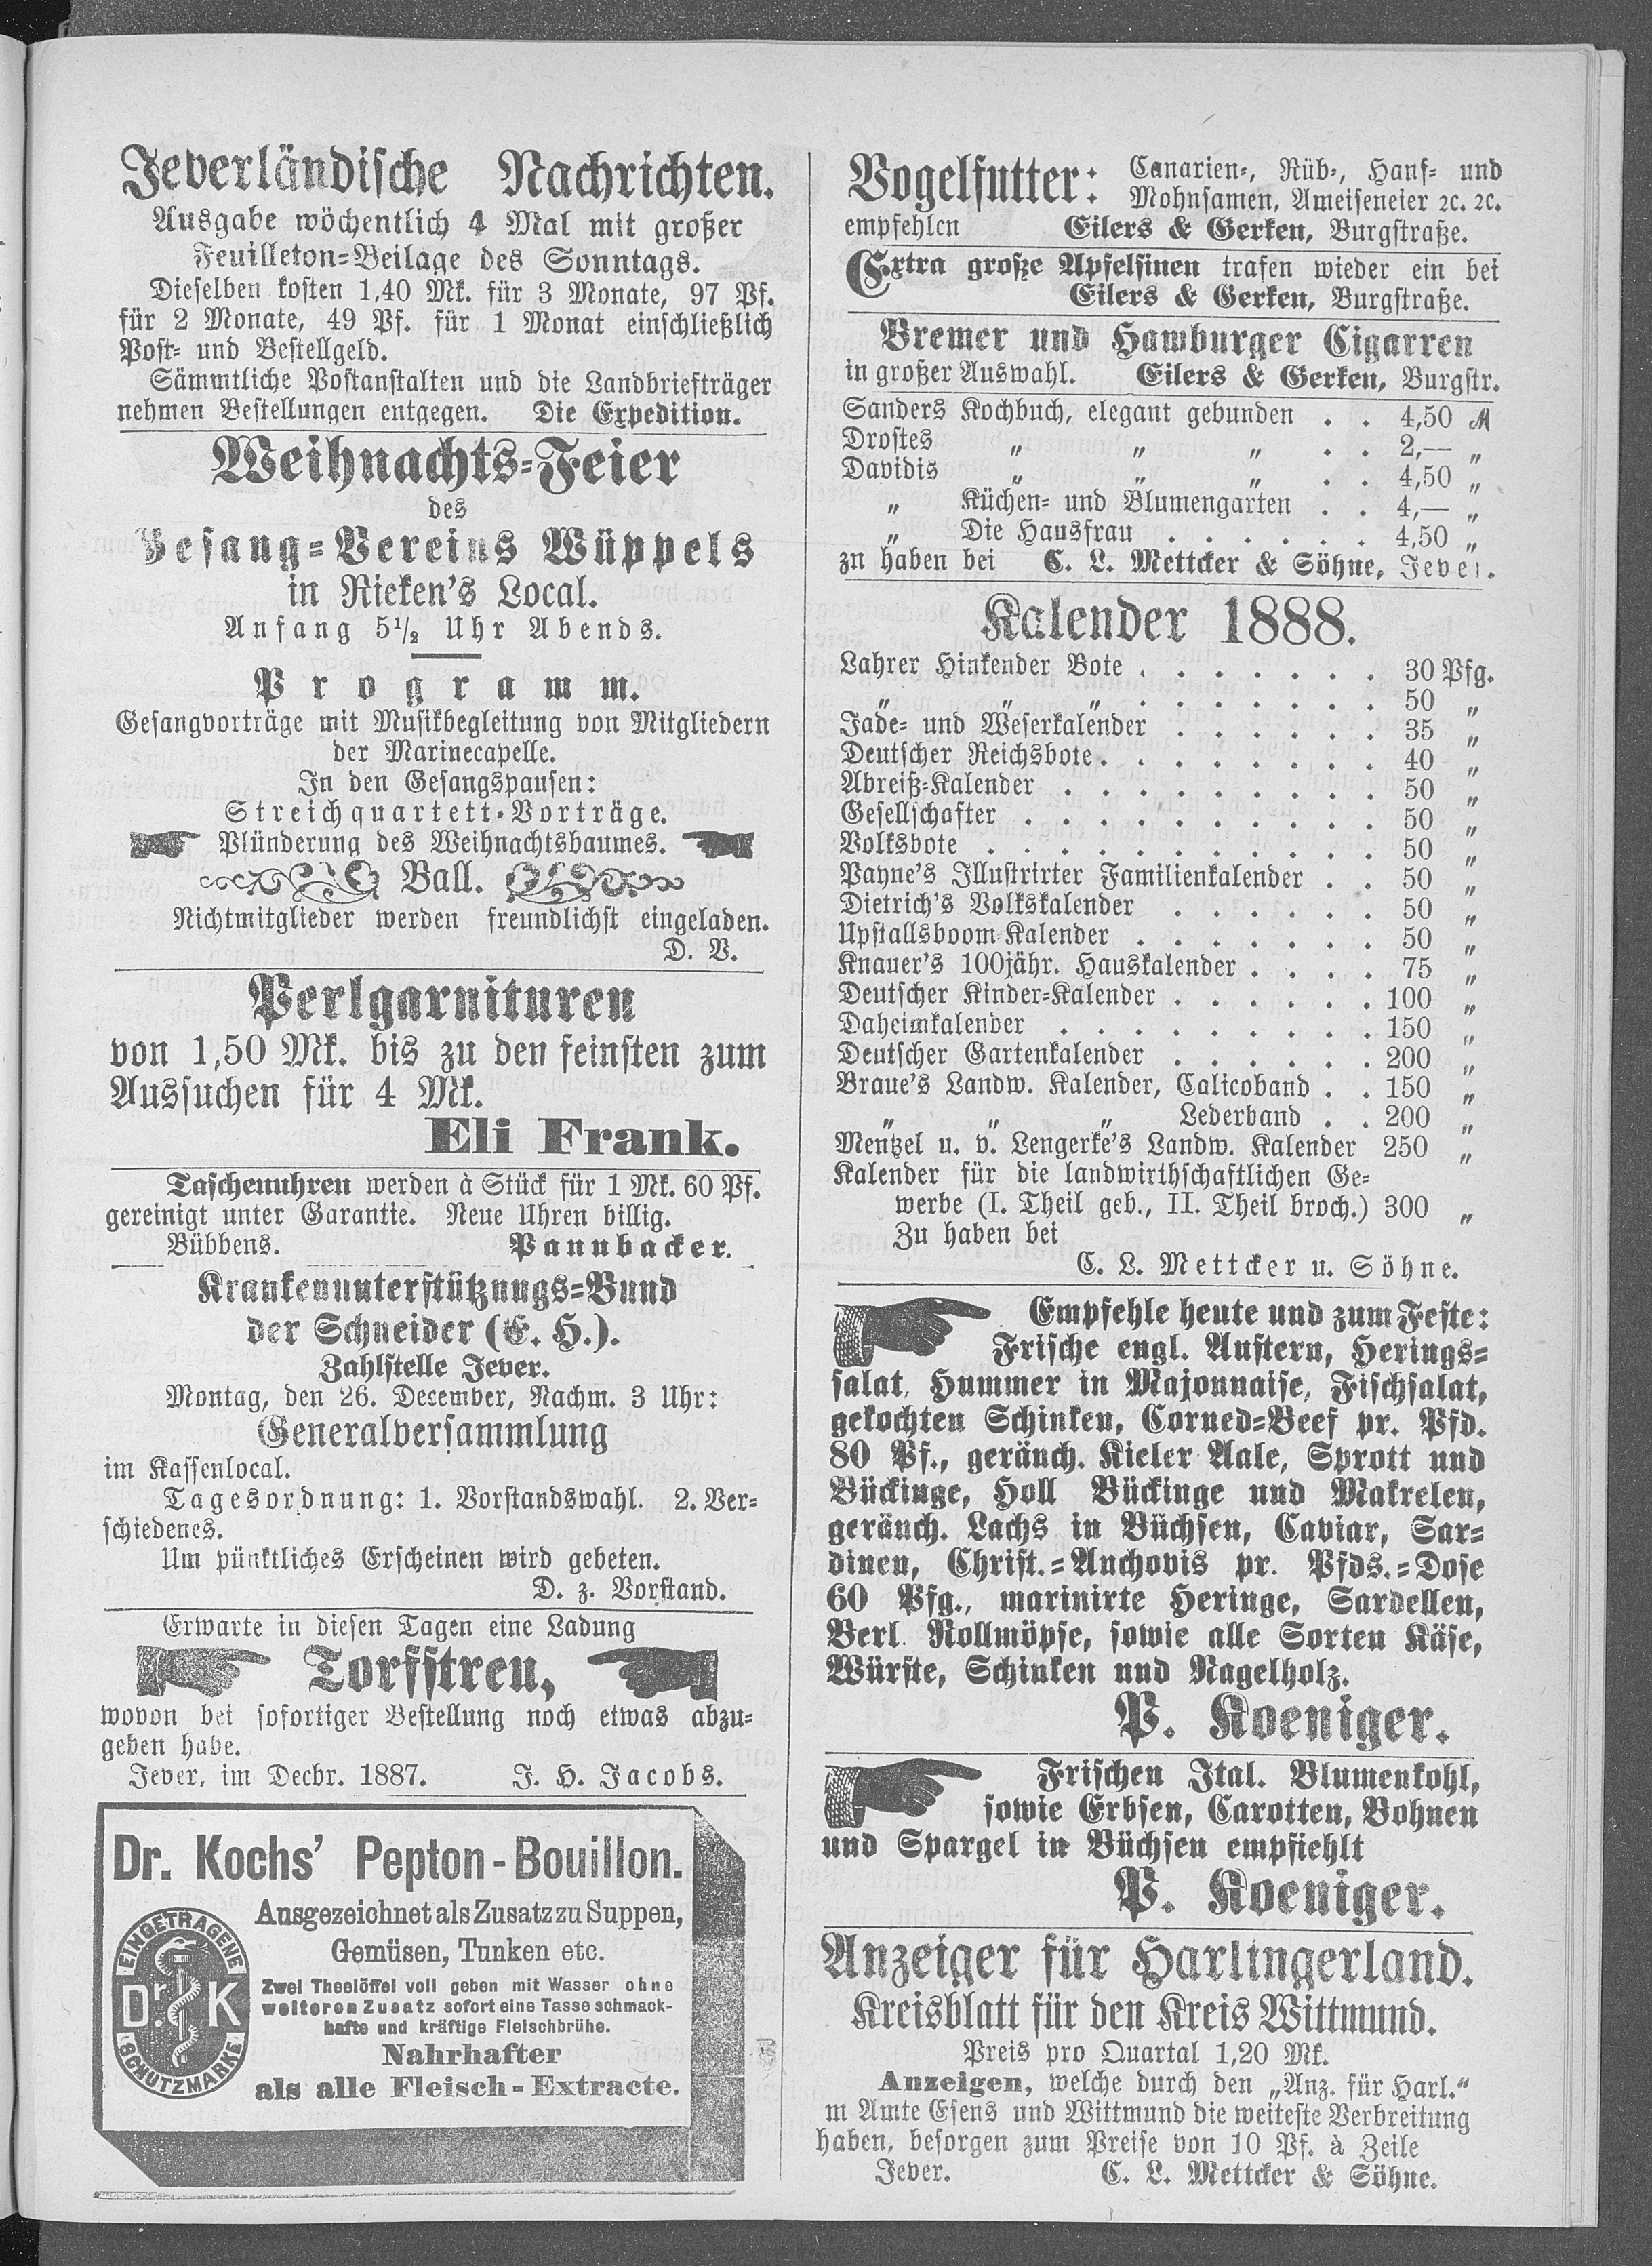 Jeverländische Nachrichten.
Ausgabe wöchentlich 4 Mal mit großer
Feuilleton=Beilage des Sonntags.
Dieselben kosten 1,40 Mk. für 3 Monate, 97 Pf.
für 2 Monate, 49 Pf. für 1 Monat einschließlich
Post= und Bestellgeld.
Sämmtliche Postanstalten und die Landbriefträger
nehmen Bestellungen entgegen. Die Expedition.
Weihnachts=Feier
des
Gesang=Vereins Wüppels
in Rieken's Local.
Anfang 5½ Uhr Abends.
Programm.
Gesangvorträge mit Musikbegleitung von Mitgliedern
der Marinecapelle.
In den Gesangspausen:
Streichquartett=Vorträge.
Plünderung des Weihnachtsbaumes.
Ball.
Nichtmitglieder werden freundlichst eingeladen.
D. V.
Perlgarnituren
von 1,50 Mk. bis zu den feinsten zum
Aussuchen für 4 Mk.
Eli Frank.
Taschenuhren werden à Stück für 1 Mk. 60 Pf.
gereinigt unter Garantie. Neue Uhren billig.
Bübbens. Pannbacker.
Krankenunterstützungs=Bund
der Schneider (E. H.).
Zahlstelle Jever.
Montag, den 26. December, Nachm. 3 Uhr:
Generalversammlung
im Kassenlocal.
Tagesordnung: 1. Vorstandswahl. 2. Ver=
schiedenes.
Um pünktliches Erscheinen wird gebeten.
D. z. Vorstand.
Erwarte in diesen Tagen eine Ladung
Torfstreu,
wovon bei sofortiger Bestellung noch etwas abzu=
geben habe.
Jever, im Decbr. 1887. J. H. Jacobs.
Dr. Kochs' Pepton-Bouillon.
Ausgezeichnet als Zusatz zu Suppen,
Gemüsen, Tunken etc.
Zwei Theelöffel voll geben mit Wasser ohne
weiteren Zusatz sofort eine Tasse schmack-
hafte und kräftige Fleischbrühe.
Nahrhafter
als alle Fleisch-Extracte.
EINGETRAGENE
Dr. K
SCHUTZMARKE
Vogelfutter: Canarien=, Rüb=, Hanf= und
Mohnsamen, Ameiseneier ꝛc. ꝛc.
empfehlen Eilers & Gerken, Burgstraße.
Extra große Apfelsinen trafen wieder ein bei
Eilers & Gerken, Burgstraße.
Bremer und Hamburger Cigarren
in großer Auswahl. Eilers & Gerken, Burgstr.
Sanders Kochbuch, elegant gebunden . . 4,50 M
Drostes „ „ „ . . 2,— „
Davidis „ „ . . 4,50 „
„ Küchen= und Blumengarten . . 4,— „
„ Die Hausfrau . . . . . . 4,50 „
zu haben bei C. L. Mettcker & Söhne, Jever.
Kalender 1888.
Lahrer Hinkender Bote . . . . . . . 30 Pfg.
„ „ „ . . . . . . . 50 „
Jade= und Weserkalender . . . . . . 35 „
Deutscher Reichsbote . . . . . . . . 40 „
Abreiß=Kalender . . . . . . . . . 50 „
Gesellschafter . . . . . . . . . . 50 „
Volksbote . . . . . . . . . . . 50 „
Payne's Illustrirter Familienkalender . . 50 „
Dietrich's Volkskalender . . . . . . 50 „
Upstallsboom=Kalender . . . . . . . 50 „
Knauer's 100jähr. Hauskalender . . . . 75 „
Deutscher Kinder=Kalender . . . . . . 100 „
Daheimkalender . . . . . . . . . 150 „
Deutscher Gartenkalender . . . . . . 200 „
Braue's Landw. Kalender, Calicoband . . 150 „
„ „ „ Lederband . . 200 „
Mentzel u. v. Lengerke's Landw. Kalender 250 „
Kalender für die landwirthschaftlichen Ge=
werbe (I. Theil geb., II. Theil broch.) 300 „
Zu haben bei
C. L. Mettcker u. Söhne.
Empfehle heute und zum Feste:
Frische engl. Austern, Herings=
salat, Hummer in Majonnaise, Fischsalat,
gekochten Schinken, Corned=Beef pr. Pfd.
80 Pf., geräuch. Kieler Aale, Sprott und
Bückinge, Holl. Bückinge und Makrelen,
geräuch. Lachs in Büchsen, Caviar, Sar=
dinen, Christ.=Anchovis pr. Pfds.=Dose
60 Pfg., marinirte Heringe, Sardellen,
Berl. Rollmöpse, sowie alle Sorten Käse,
Würste, Schinken und Nagelholz.
P. Koeniger.
Frischen Ital. Blumenkohl,
sowie Erbsen, Carotten, Bohnen
und Spargel in Büchsen empfiehlt
P. Koeniger.
Anzeiger für Harlingerland.
Kreisblatt für den Kreis Wittmund.
Preis pro Quartal 1,20 Mk.
Anzeigen, welche durch den „Anz. für Harl."
m Amte Esens und Wittmund die weiteste Verbreitung
haben, besorgen zum Preise von 10 Pf. à Zeile
Jever. C. L. Mettcker & Söhne.